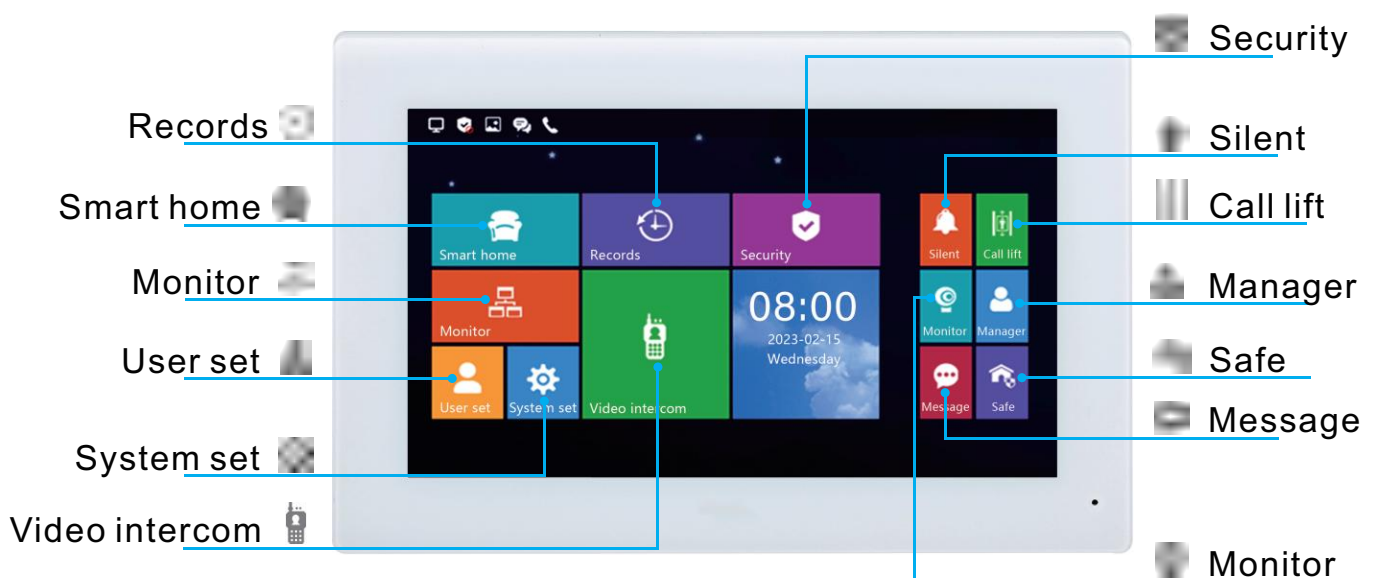 Security
Records
Silent
Smart home
Call lift
Monitor
Manager
User set
Safe
Message
System set
Video intercom
Monitor
Smart home
Records
Security
Silent
Call lift
Monitor
08:00
2023-02-15
Wednesday
Monitor
Manager
User set
System set
Video intercom
Message
Safe